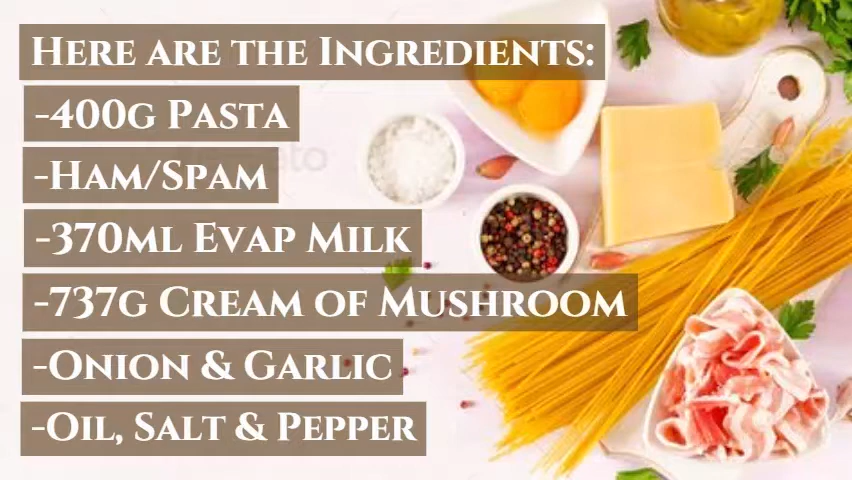 Here are the Ingredients:
-400g Pasta
-Ham/Spam
-370ml Evap Milk
-737g Cream of Mushroom
-Onion & Garlic
-Oil, Salt & Pepper